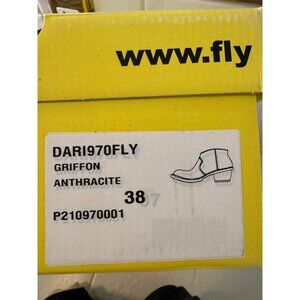 www.fly
DARI970FLY
GRIFFON
ANTHRACITE
38
P210970001